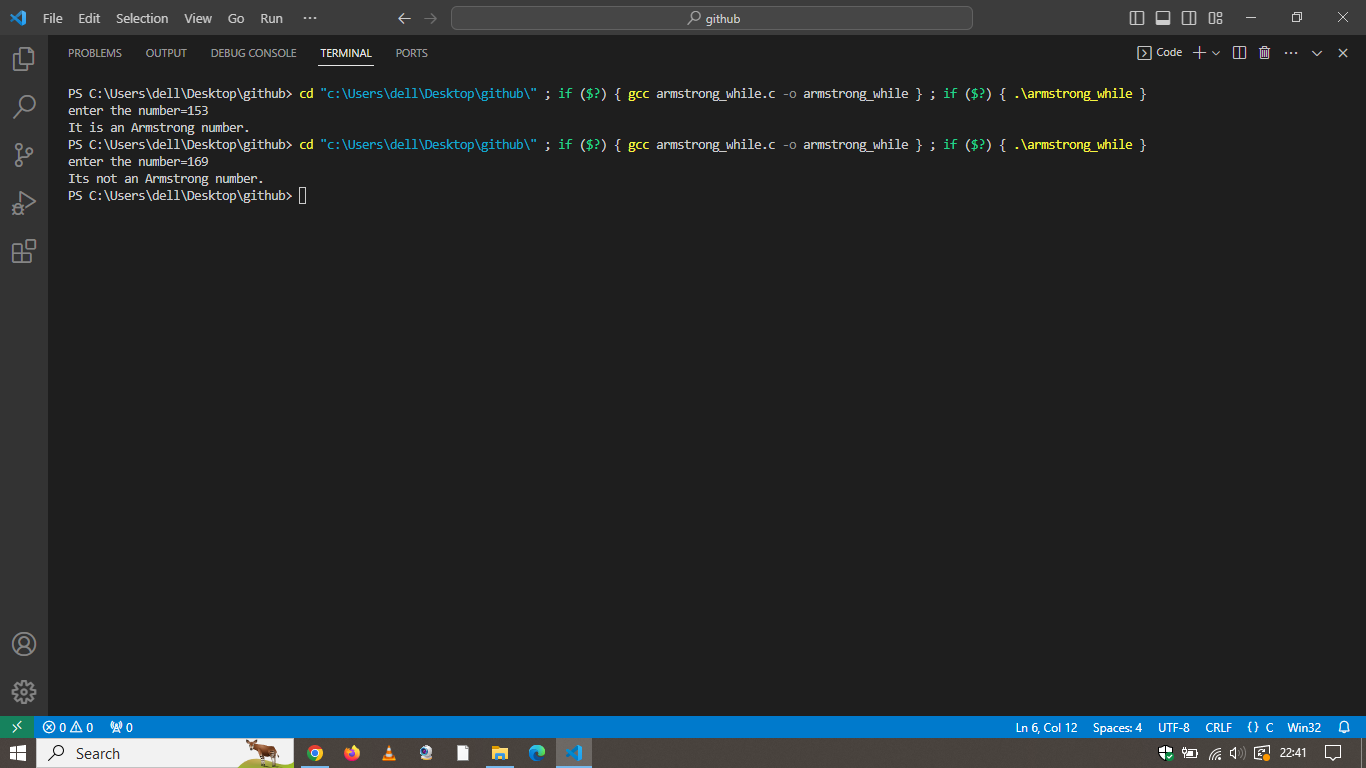 File Edit Selection View Go Run ··· github
PROBLEMS OUTPUT DEBUG CONSOLE TERMINAL PORTS Code
PS C:\Users\dell\Desktop\github> cd "c:\Users\dell\Desktop\github\" ; if ($?) { gcc armstrong_while.c -o armstrong_while } ; if ($?) { .\armstrong_while }
enter the number=153
It is an Armstrong number.
PS C:\Users\dell\Desktop\github> cd "c:\Users\dell\Desktop\github\" ; if ($?) { gcc armstrong_while.c -o armstrong_while } ; if ($?) { .\armstrong_while }
enter the number=169
Its not an Armstrong number.
PS C:\Users\dell\Desktop\github>
0 0 0 Ln 6, Col 12 Spaces: 4 UTF-8 CRLF {} C Win32
Search 22:41